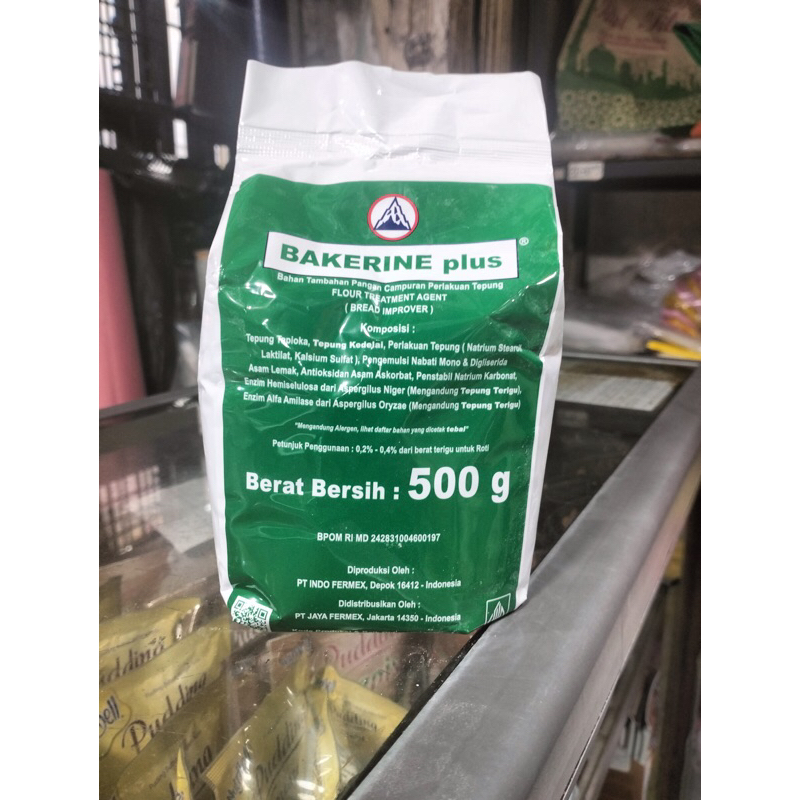 BAKERINE plus ®
Bahan Tambahan Pangan Campuran Perlakuan Tepung
FLOUR TREATMENT AGENT
( BREAD IMPROVER )
Komposisi :
Tepung Tapioka, Tepung Kedelai, Perlakuan Tepung ( Natrium Stearoil
Laktilat, Kalsium Sulfat ), Pengemulsi Nabati Mono & Digliserida
Asam Lemak, Antioksidan Asam Askorbat, Penstabil Natrium Karbonat,
Enzim Hemiselulosa dari Aspergilus Niger (Mengandung Tepung Terigu),
Enzim Alfa Amilase dari Aspergilus Oryzae (Mengandung Tepung Terigu)
"Mengandung Alergen, lihat daftar bahan yang dicetak tebal"
Petunjuk Penggunaan : 0,2% - 0,4% dari berat terigu untuk Roti
Berat Bersih : 500 g
BPOM RI MD 242831004600197
Diproduksi Oleh :
PT INDO FERMEX, Depok 16412 - Indonesia
Didistribusikan Oleh :
PT JAYA FERMEX, Jakarta 14350 - Indonesia
Pudding
Pudding
Pudding